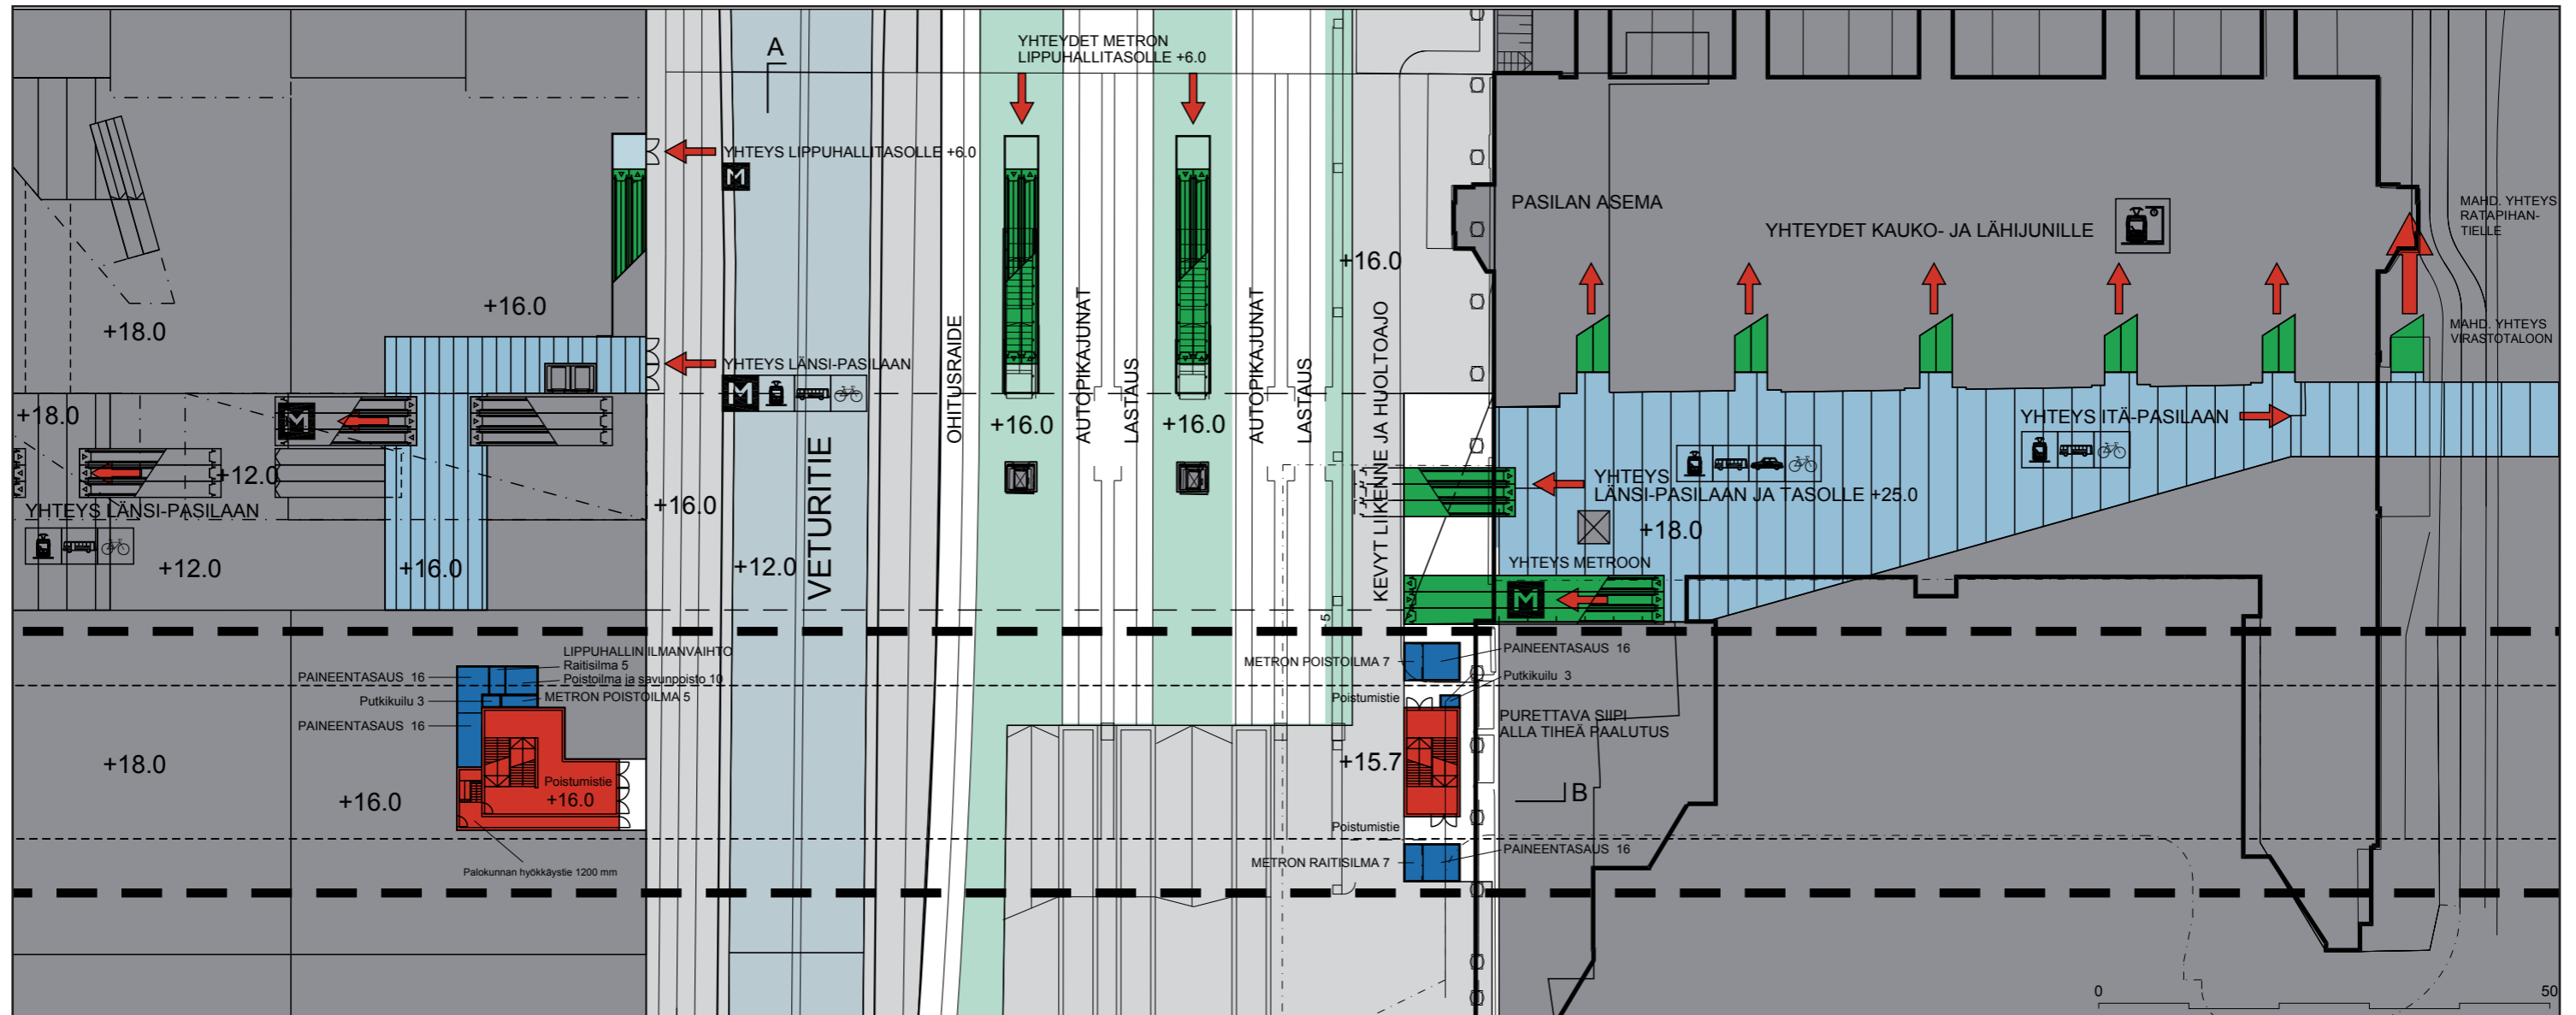 A
YHTEYDET METRON
LIPPUHALLITASOLLE +6.0
YHTEYS LIPPUHALLITASOLLE +6.0
M
PASILAN ASEMA
YHTEYDET KAUKO- JA LÄHIJUNILLE
MAHD. YHTEYS
RATAPIHAN-
TIELLE
+16.0
+16.0
+18.0
MAHD. YHTEYS
VIRASTOTALOON
YHTEYS LÄNSI-PASILAAN
M
OHITUSRAIDE
AUTOPIKAJUNAT
LASTAUS
AUTOPIKAJUNAT
LASTAUS
KEVYT LIIKENNE JA HUOLTOAJO
+18.0
M
+16.0
+16.0
YHTEYS ITÄ-PASILAAN
+12.0
YHTEYS
LÄNSI-PASILAAN JA TASOLLE +25.0
YHTEYS LÄNSI-PASILAAN
+16.0
+18.0
VETURITIE
+12.0
+16.0
+12.0
YHTEYS METROON
M
5
LIPPUHALLIN ILMANVAIHTO
Raitisilma 5
Poistoilma ja savunpoisto 10
PAINEENTASAUS 16
METRON POISTOILMA 5
Putkikuilu 3
PAINEENTASAUS 16
METRON POISTOILMA 7
PAINEENTASAUS 16
Putkikuilu 3
Poistumistie
PURETTAVA SIIPI
ALLA TIHEÄ PAALUTUS
+18.0
+15.7
Poistumistie
+16.0
+16.0
B
Poistumistie
METRON RAITISILMA 7
PAINEENTASAUS 16
Palokunnan hyökkäystie 1200 mm
0
50